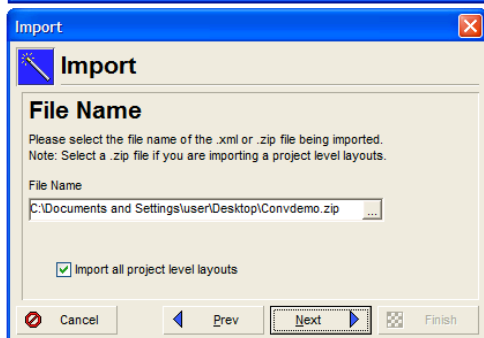 Import
Import
File Name
Please select the file name of the .xml or .zip file being imported.
Note: Select a .zip file if you are importing a project level layouts.
File Name
C:\Documents and Settings\user\Desktop\Convdemo.zip ...
Import all project level layouts
Cancel Prev Next Finish